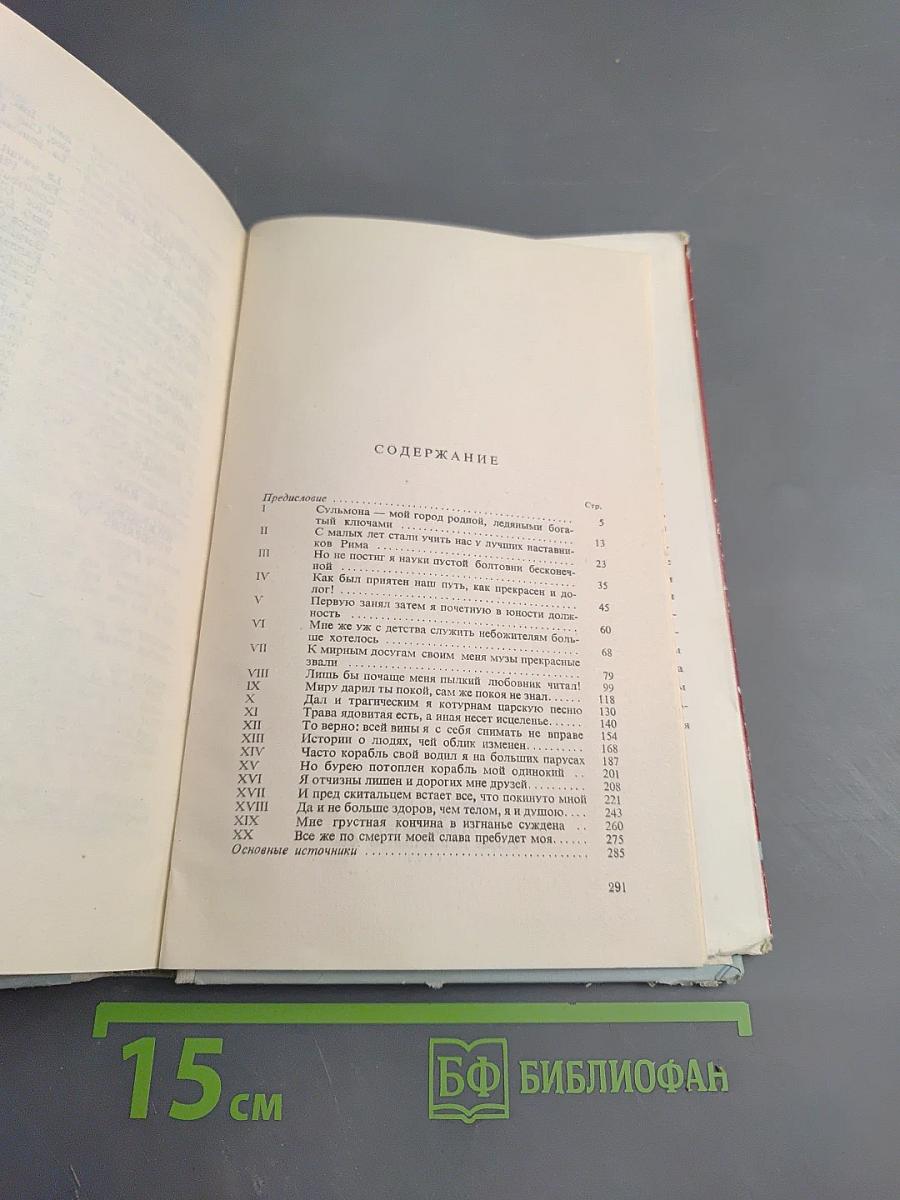 СОДЕРЖАНИЕ
Стр.
Предисловие ........ 5
I Сульмона — мой город родной, ледяными бога-
тый ключами ........ 13
II С малых лет стали учить нас у лучших наставни-
ков Рима ........ 23
III Но не постиг я науки пустой болтовни бесконеч-
ной ........ 35
IV Как был приятен наш путь, как прекрасен и до-
лог! ........ 45
V Первую занял затем я почетную в юности долж-
ность ........ 60
VI Мне же уж с детства служить небожителям боль-
ше хотелось ........ 68
VII К мирным досугам своим меня музы прекрасные
звали ........ 79
VIII Лишь бы почаще меня пылкий любовник читал! 99
IX Миру дарил ты покой, сам же покоя не знал...... 118
X Дал и трагическим я котурнам царскую песню 130
XI Трава ядовитая есть, а иная несет исцеленье...... 140
XII То верно: всей вины я с себя снимать не вправе 154
XIII Истории о людях, чей облик изменен.......... 168
XIV Часто корабль свой водил я на больших парусах 187
XV Но бурею потоплен корабль мой одинокий .. 201
XVI Я отчизны лишен и дорогих мне друзей......... 208
XVII И пред скитальцем встает все, что покинуто мной 221
XVIII Да и не больше здоров, чем телом, я и душою.... 243
XIX Мне грустная кончина в изгнанье суждена .. 260
XX Все же по смерти моей слава пребудет моя...... 275
Основные источники ........ 285
291
15 см
БФ БИБЛИОФАН